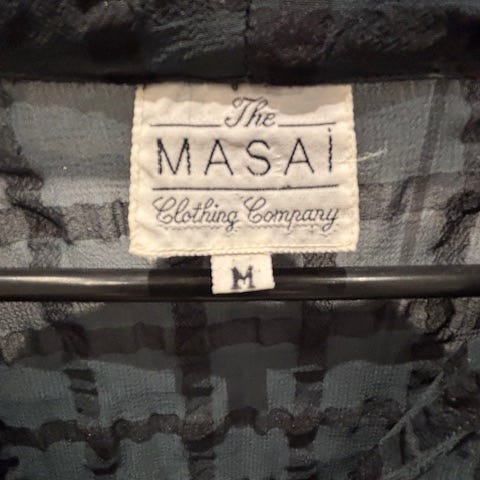 The
MASAi
Clothing Company
M